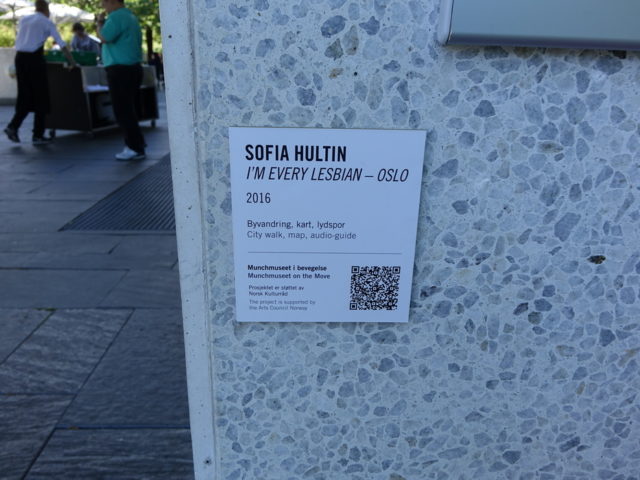 SOFIA HULTIN
I'M EVERY LESBIAN – OSLO
2016
Byvandring, kart, lydspor
City walk, map, audio-guide
Munchmuseet i bevegelse
Munchmuseum on the Move
Prosjektet er støttet av
Norsk Kulturråd
The project is supported by
the Arts Council Norway